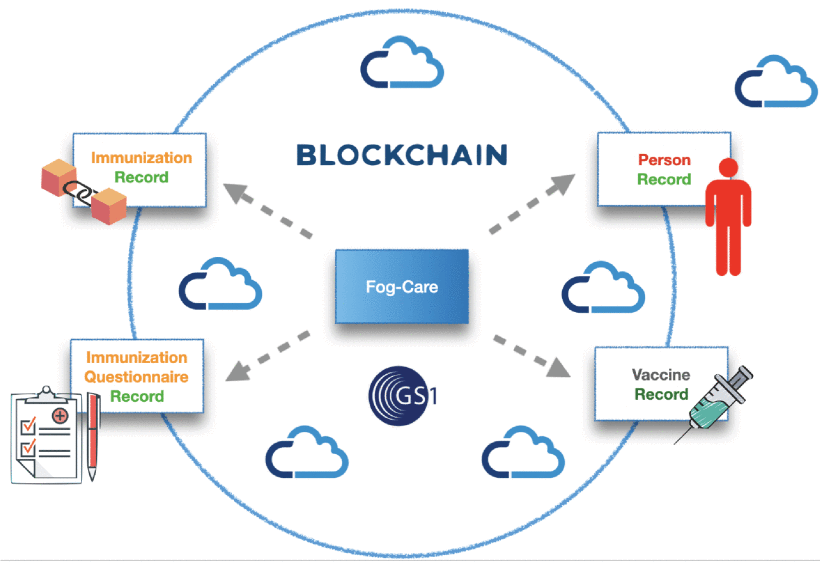 BLOCKCHAIN
Immunization
Record
Person
Record
Fog-Care
Immunization
Questionnaire
Record
Vaccine
Record
GS1